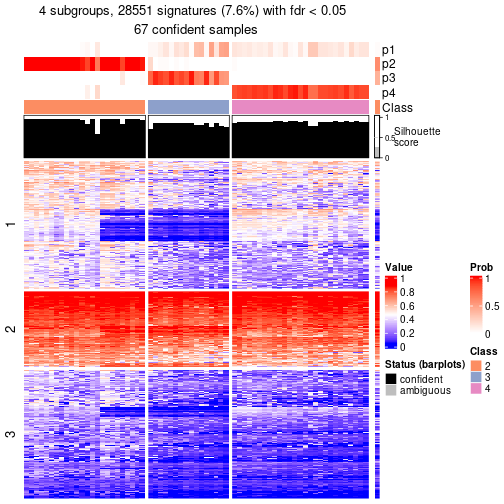 4 subgroups, 28551 signatures (7.6%) with fdr < 0.05
67 confident samples
p1
p2
p3
p4
Class
1
0.5
0
Silhouette
score
1
2
3
Value
1
0.8
0.6
0.4
0.2
0
Prob
1
0.5
0
Status (barplots)
confident
ambiguous
Class
2
3
4